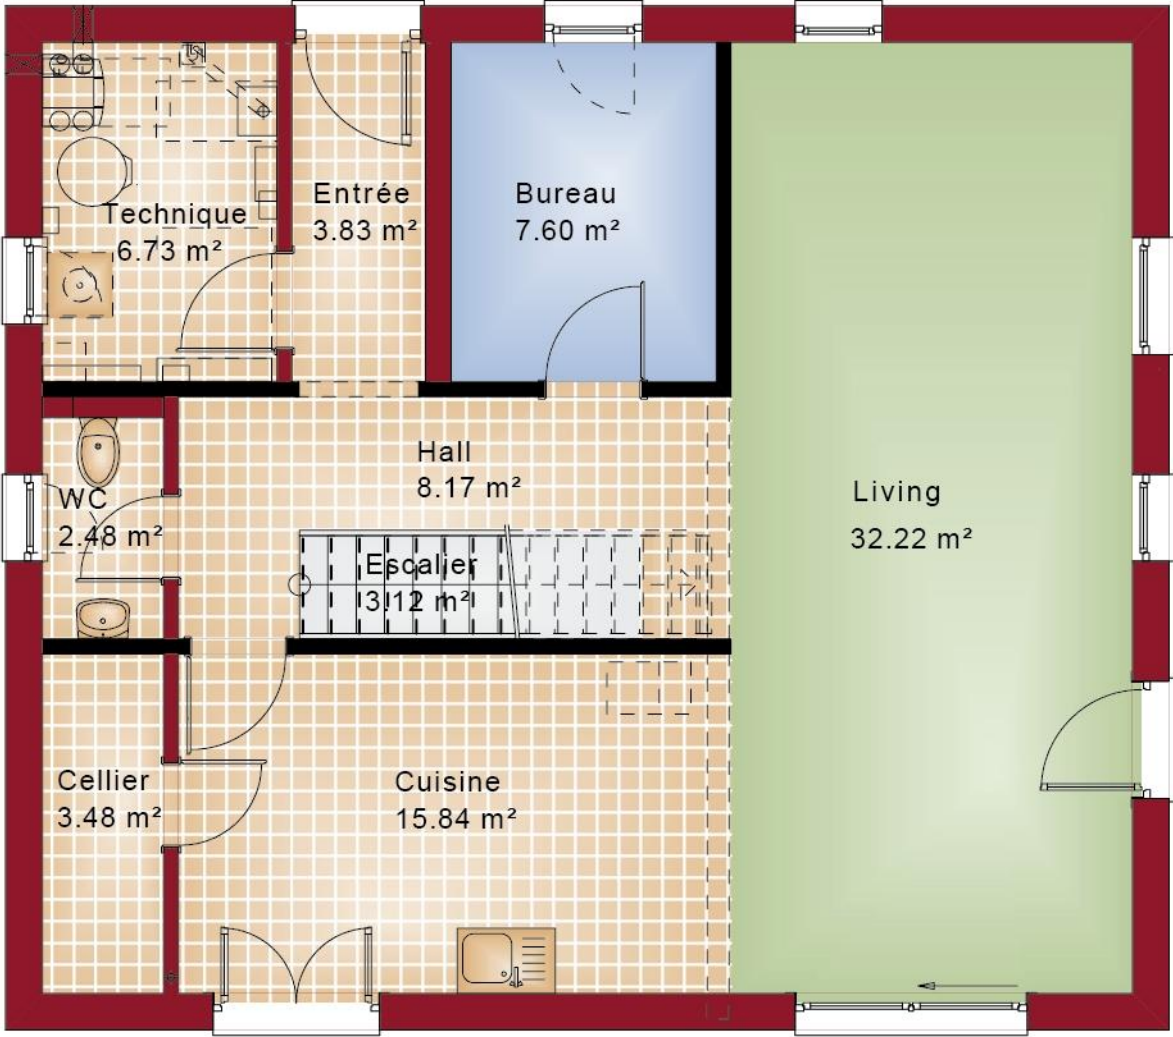 Technique
6.73 m²
Entrée
3.83 m²
Bureau
7.60 m²
Hall
8.17 m²
WC
2.48 m²
Escalier
3.12 m²
Living
32.22 m²
Cellier
3.48 m²
Cuisine
15.84 m²